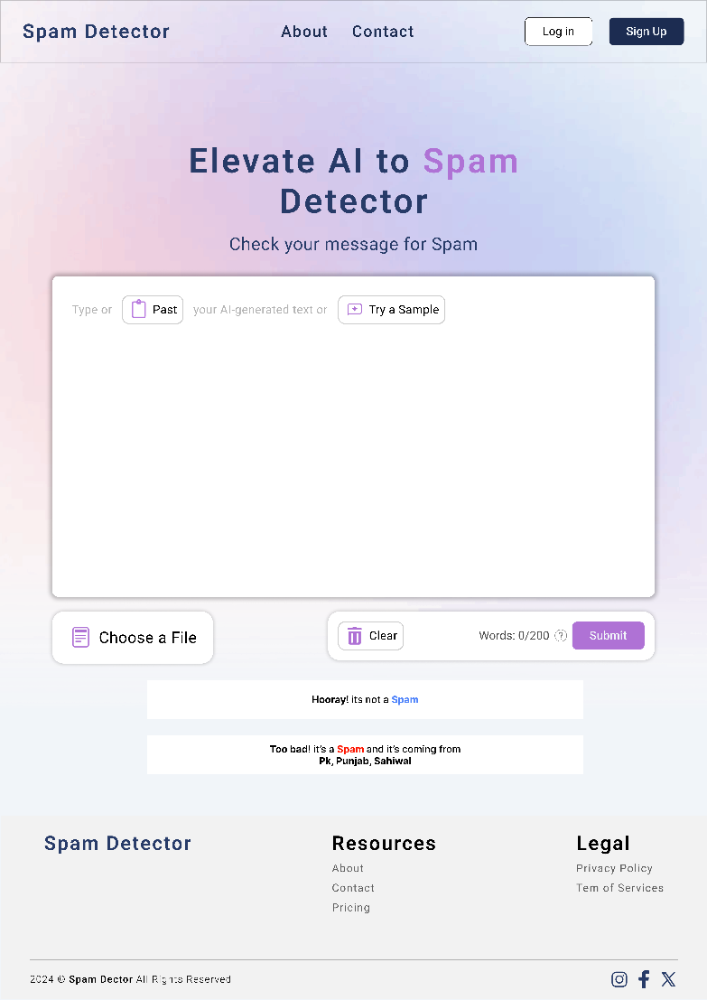 Spam Detector About Contact Log in Sign Up
Elevate AI to Spam
Detector
Check your message for Spam
Type or Past your AI-generated text or Try a Sample
Choose a File Clear Words: 0/200 ? Submit
Hooray! its not a Spam
Too bad! it's a Spam and it's coming from
Pk, Punjab, Sahiwal
Spam Detector Resources Legal
About Privacy Policy
Contact Tem of Services
Pricing
2024 © Spam Dector All Rights Reserved